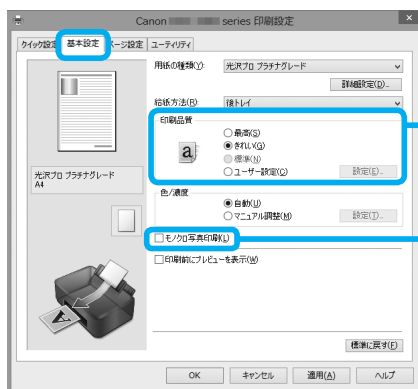 Canon series 印刷設定
クイック設定 基本設定 ページ設定 ユーティリティ
用紙の種類(Y): 光沢プロ プラチナグレード
詳細設定(D)...
給紙方法(R): 後トレイ
印刷品質
最高(S)
きれい(G)
標準(N)
ユーザー設定(C) 設定(E)...
光沢プロ プラチナグレード
A4
色/濃度
自動(U)
マニュアル調整(M) 設定(T)...
モノクロ写真印刷(L)
印刷前にプレビューを表示(W)
標準に戻す(F)
OK キャンセル 適用(A) ヘルプ